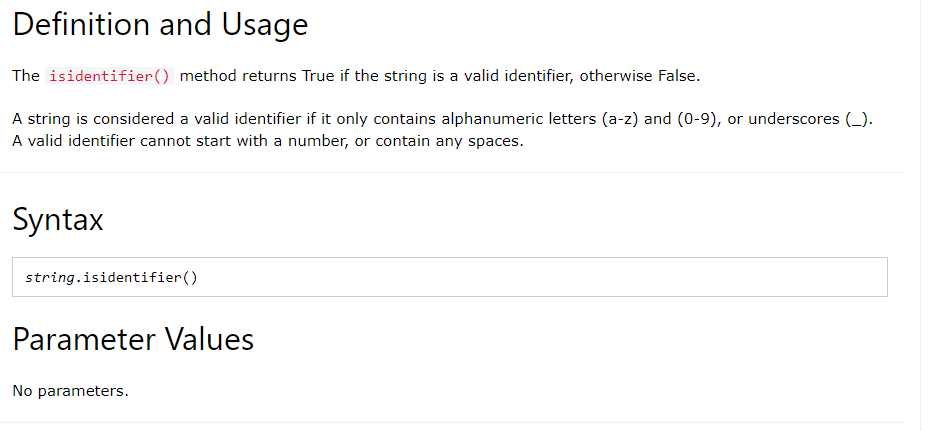 Definition and Usage
The isidentifier() method returns True if the string is a valid identifier, otherwise False.
A string is considered a valid identifier if it only contains alphanumeric letters (a-z) and (0-9), or underscores (_).
A valid identifier cannot start with a number, or contain any spaces.
Syntax
string.isidentifier()
Parameter Values
No parameters.